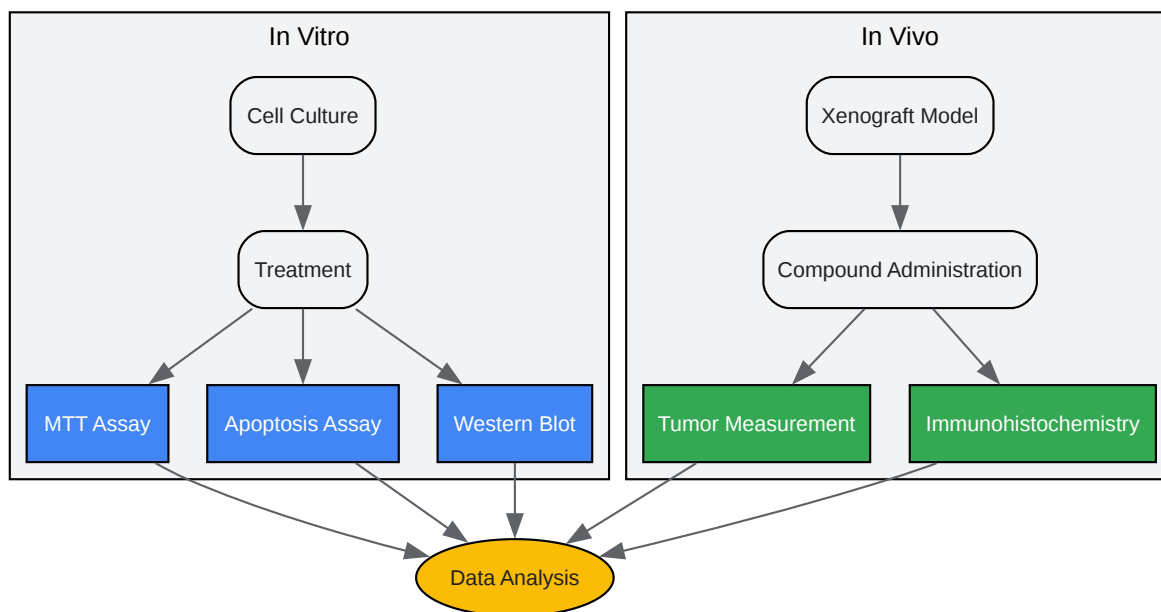 In Vitro
In Vivo
Cell Culture
Xenograft Model
Treatment
Compound Administration
MTT Assay
Apoptosis Assay
Western Blot
Tumor Measurement
Immunohistochemistry
Data Analysis